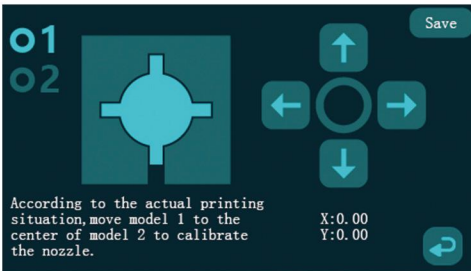 Save
1
2
According to the actual printing
situation,move model 1 to the
center of model 2 to calibrate
the nozzle.
X:0.00
Y:0.00